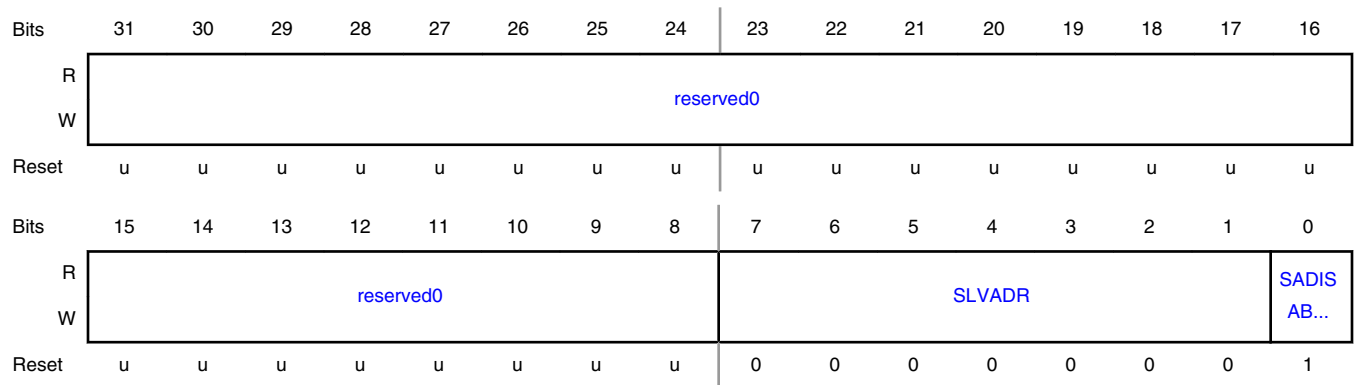 Bits 31 30 29 28 27 26 25 24 23 22 21 20 19 18 17 16
R
reserved0
W
Reset u u u u u u u u u u u u u u u u
Bits 15 14 13 12 11 10 9 8 7 6 5 4 3 2 1 0
R
reserved0 SLVADR SADIS
AB...
W
Reset u u u u u u u u 0 0 0 0 0 0 0 1